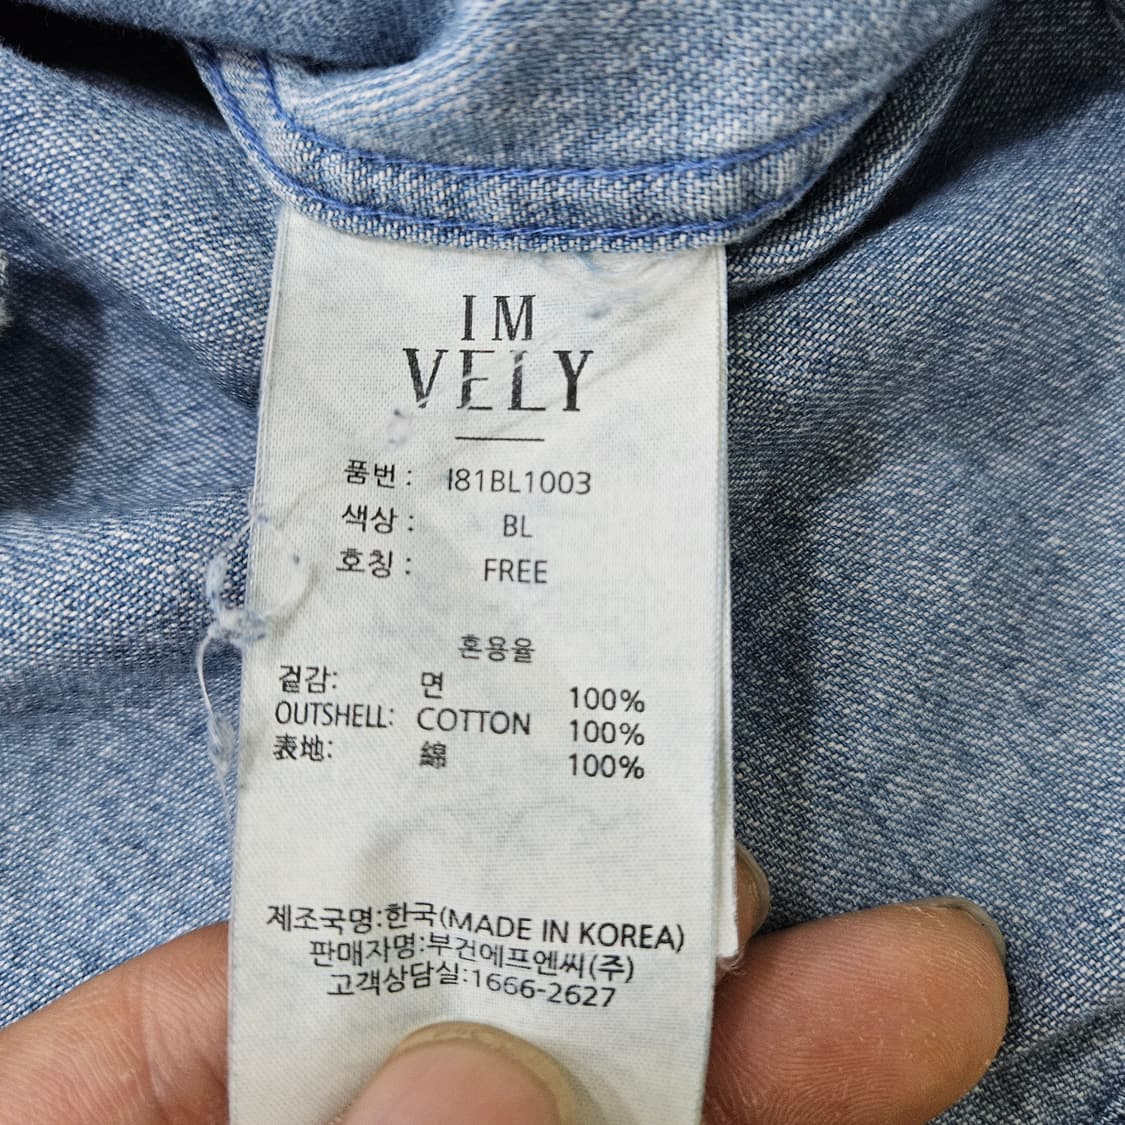 IM
VELY
품번 : I81BL1003
색상 : BL
호칭 : FREE
혼용율
겉감: 면 100%
OUTSHELL: COTTON 100%
表地: 綿 100%
제조국명:한국(MADE IN KOREA)
판매자명:부건에프엔씨(주)
고객상담실:1666-2627